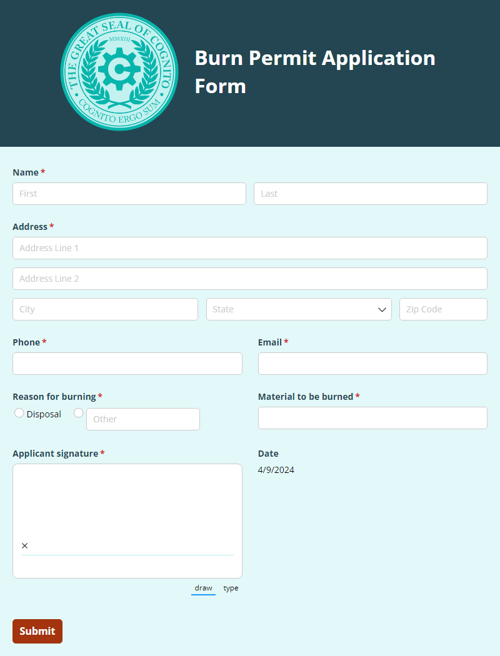 THE GREAT SEAL OF COGNITO
MMXIII
COGNITO ERGO SUM
Burn Permit Application
Form
Name *
First Last
Address *
Address Line 1
Address Line 2
City State Zip Code
Phone * Email *
Reason for burning * Material to be burned *
Disposal Other
Applicant signature * Date
4/9/2024
×
draw type
Submit